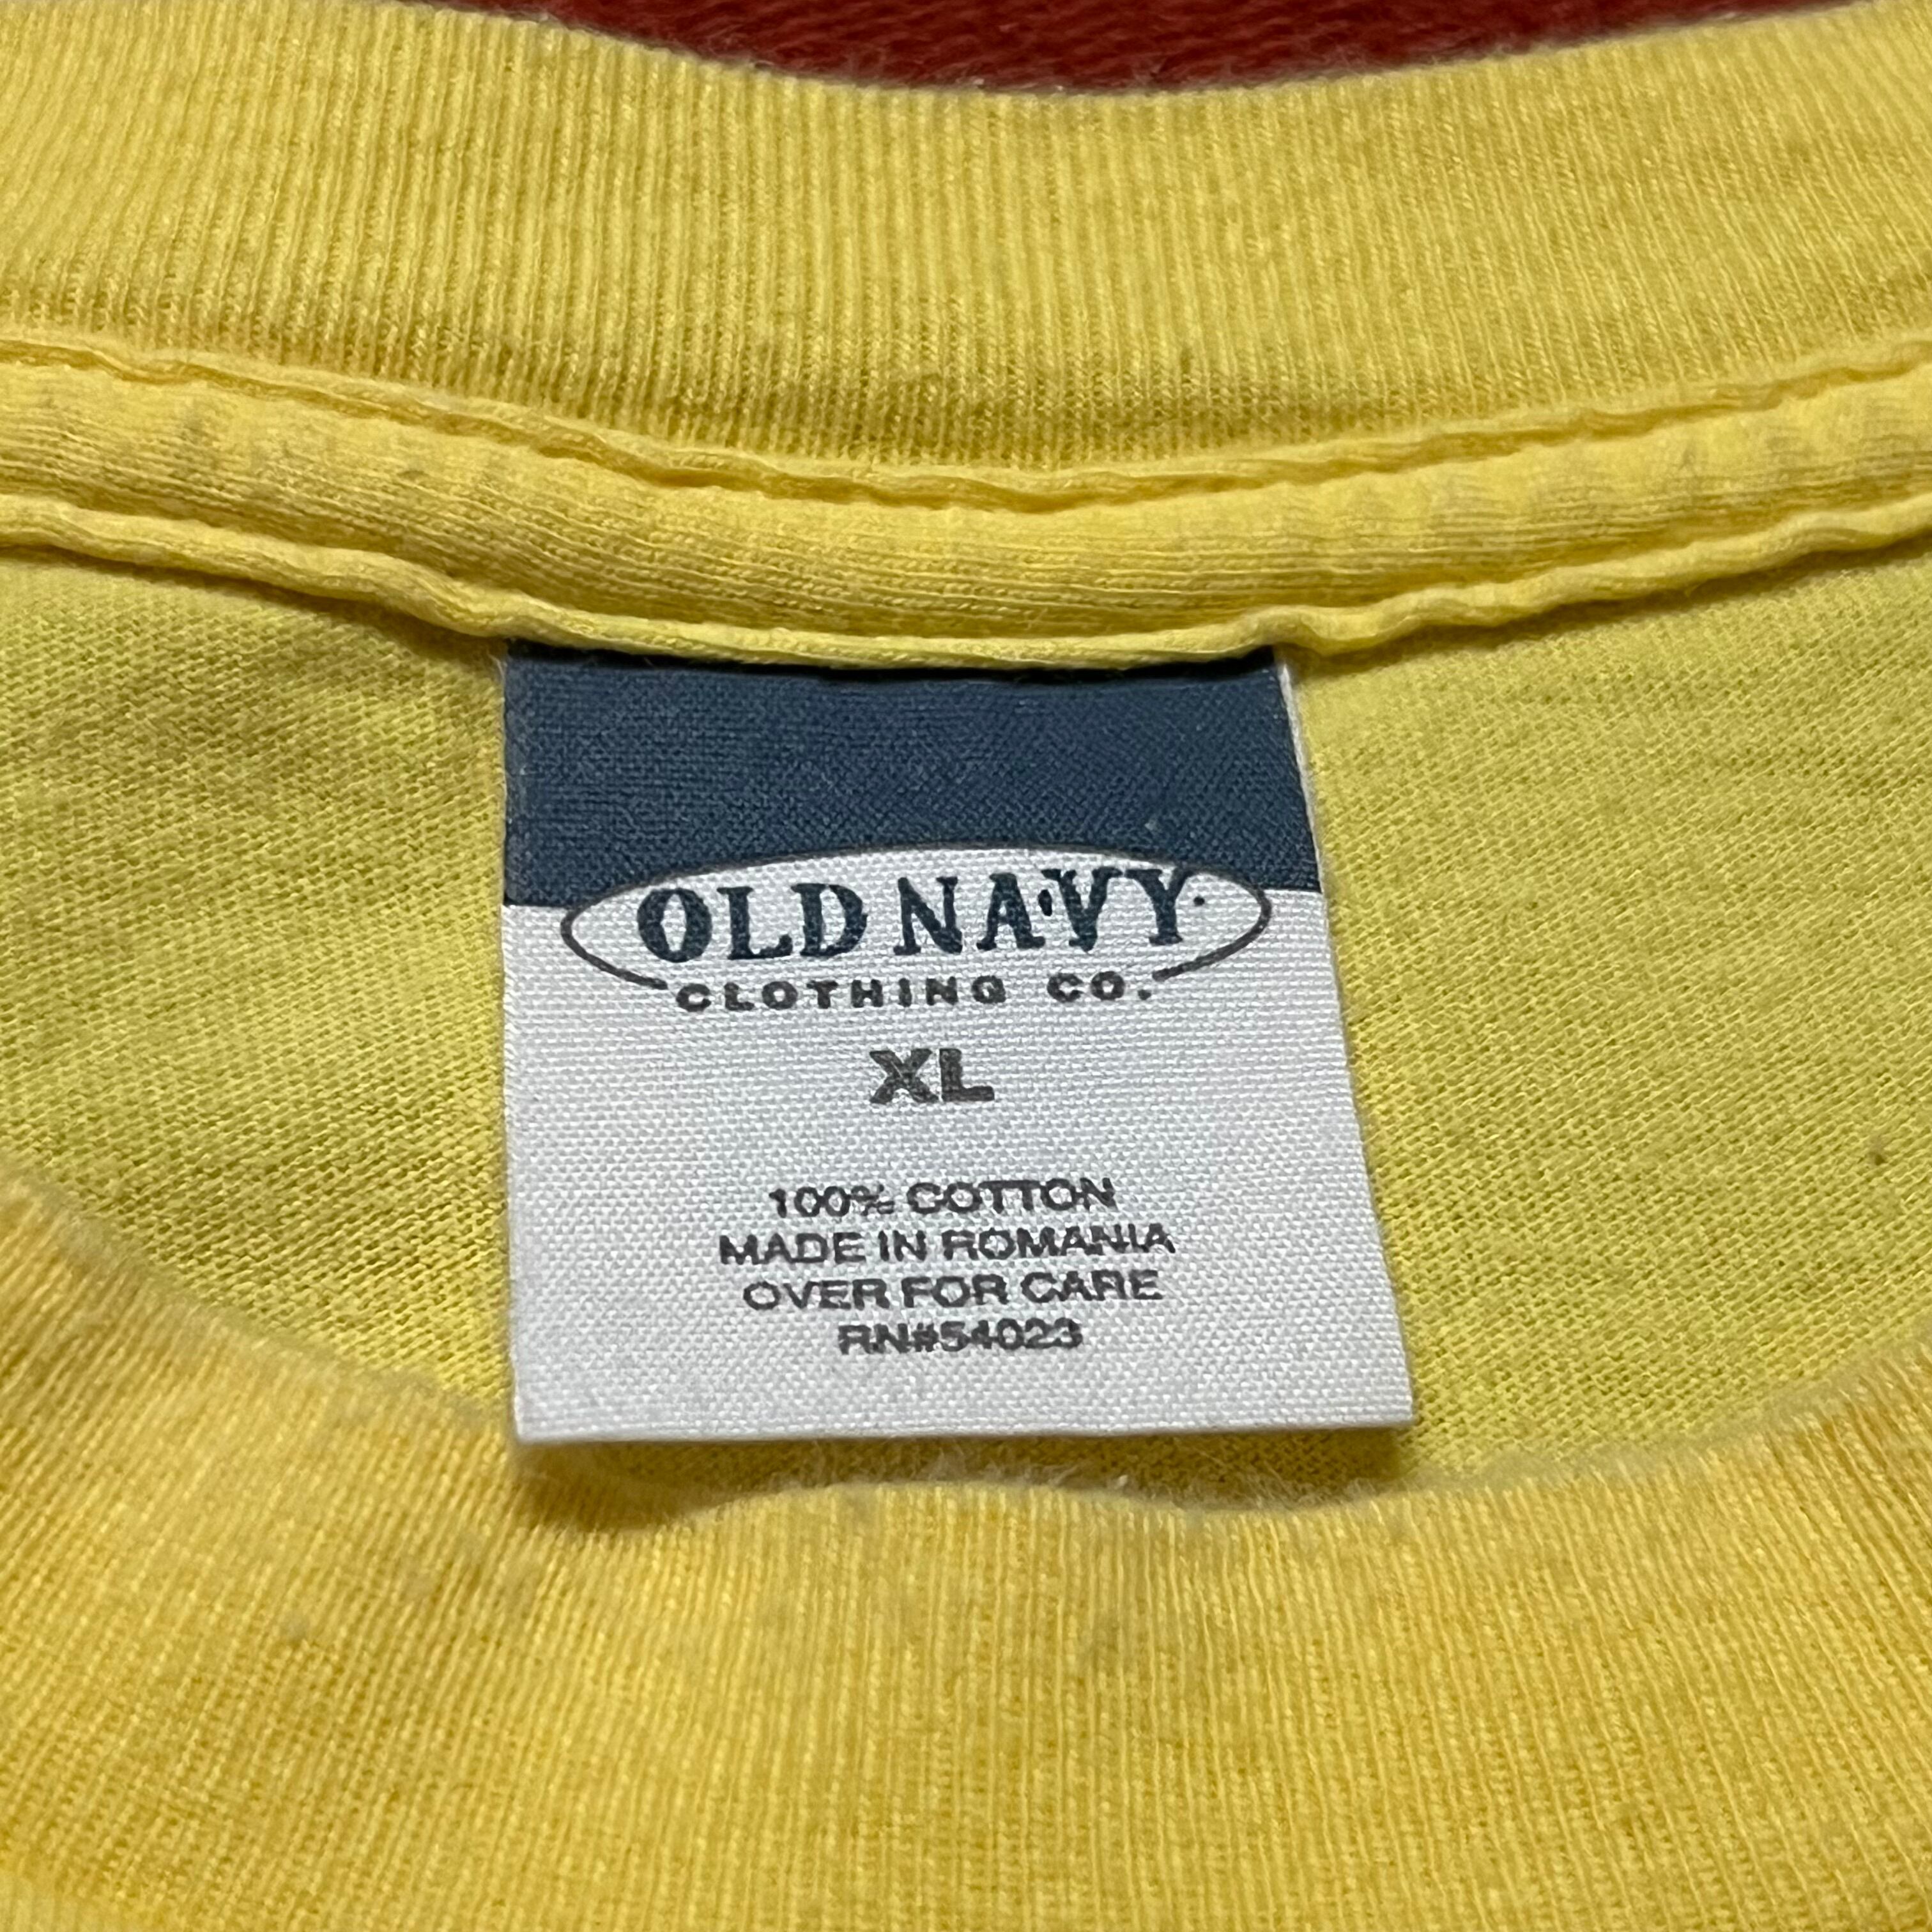 OLD NAVY
CLOTHING CO.
XL
100% COTTON
MADE IN ROMANIA
OVER FOR CARE
RN#54023